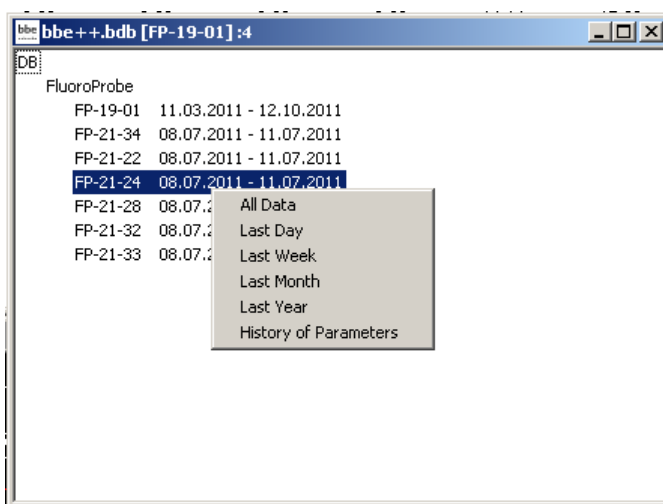 bbe bbe++.bdb [FP-19-01] :4
DB
FluoroProbe
FP-19-01 11.03.2011 - 12.10.2011
FP-21-34 08.07.2011 - 11.07.2011
FP-21-22 08.07.2011 - 11.07.2011
FP-21-24 08.07.2011 - 11.07.2011
FP-21-28 08.07.2
FP-21-32 08.07.2
FP-21-33 08.07.2
All Data
Last Day
Last Week
Last Month
Last Year
History of Parameters